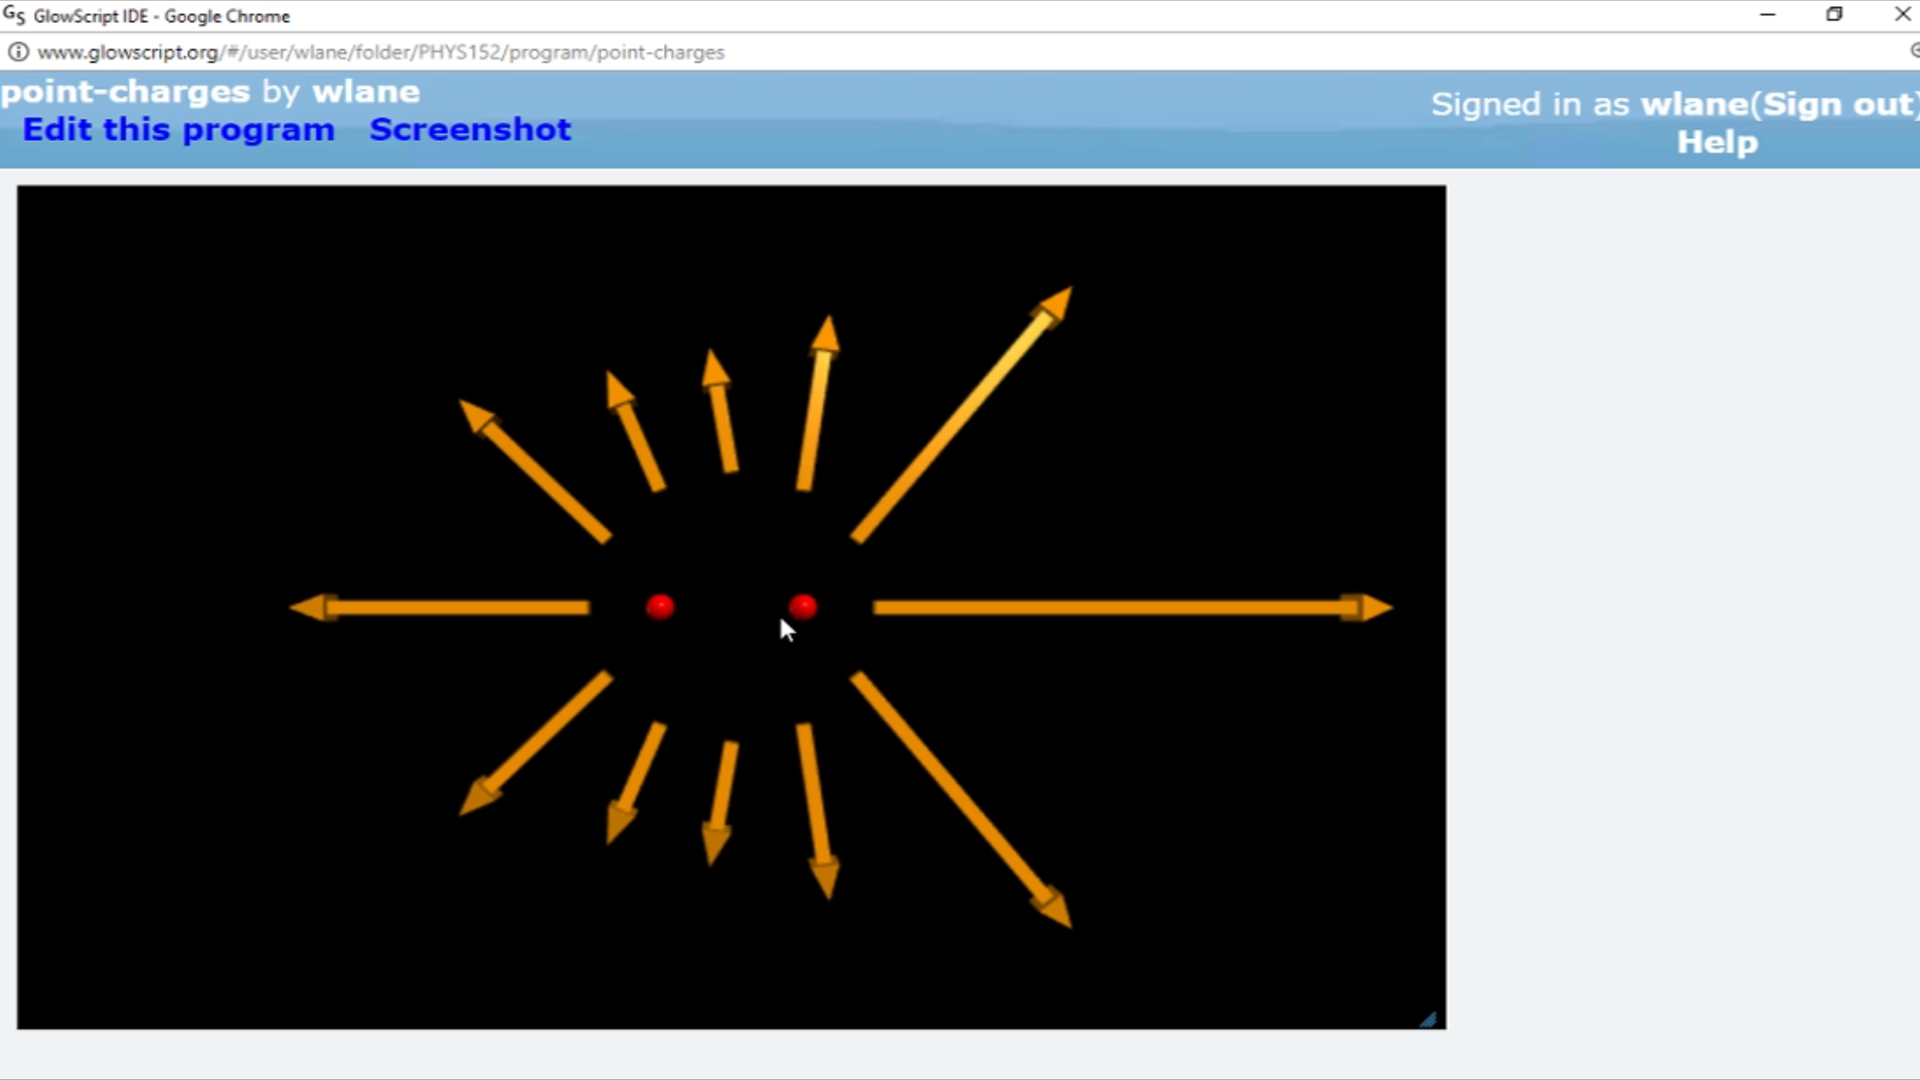 GS GlowScript IDE - Google Chrome
www.glowscript.org/#/user/wlane/folder/PHYS152/program/point-charges
point-charges by wlane
Signed in as wlane(Sign out)
Edit this program Screenshot
Help